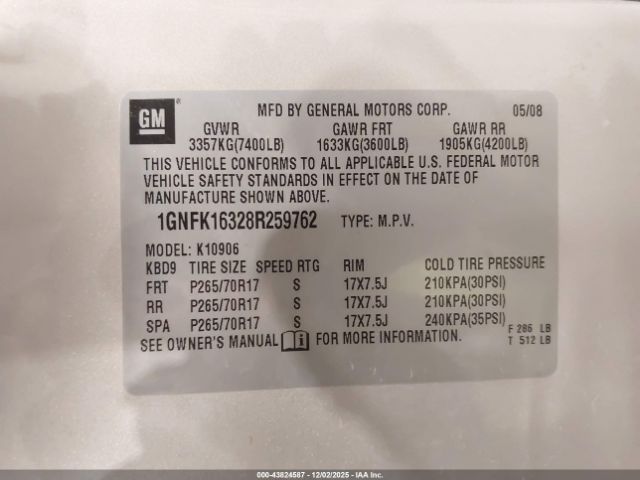 GM ®
MFD BY GENERAL MOTORS CORP. 05/08
GVWR GAWR FRT GAWR RR
3357KG(7400LB) 1633KG(3600LB) 1905KG(4200LB)
THIS VEHICLE CONFORMS TO ALL APPLICABLE U.S. FEDERAL MOTOR
VEHICLE SAFETY STANDARDS IN EFFECT ON THE DATE OF
MANUFACTURE SHOWN ABOVE.
1GNFK16328R259762 TYPE: M.P.V.
MODEL: K10906
KBD9 TIRE SIZE SPEED RTG RIM COLD TIRE PRESSURE
FRT P265/70R17 S 17X7.5J 210KPA(30PSI)
RR P265/70R17 S 17X7.5J 210KPA(30PSI)
SPA P265/70R17 S 17X7.5J 240KPA(35PSI)
F 286 LB
SEE OWNER'S MANUAL i FOR MORE INFORMATION.
T 512 LB
000-43824587 - 12/02/2025 - IAAI, Inc.